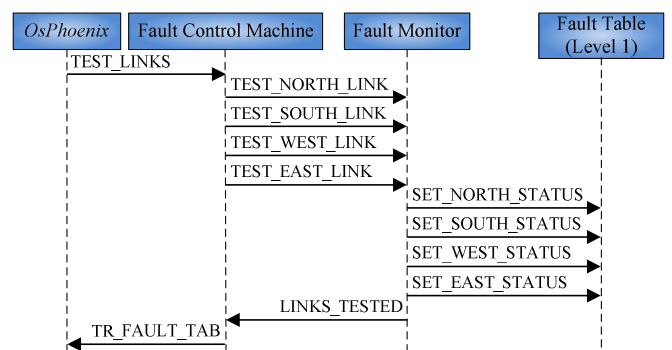 OsPhoenix
Fault Control Machine
Fault Monitor
Fault Table
(Level 1)
TEST_LINKS
TEST_NORTH_LINK
TEST_SOUTH_LINK
TEST_WEST_LINK
TEST_EAST_LINK
SET_NORTH_STATUS
SET_SOUTH_STATUS
SET_WEST_STATUS
SET_EAST_STATUS
LINKS_TESTED
TR_FAULT_TAB